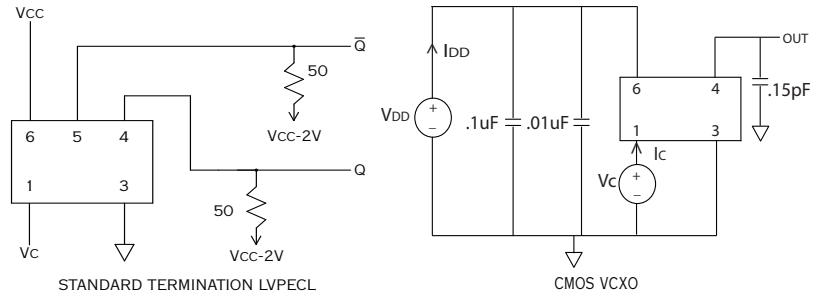 VCC
Q̅
50
VCC-2V
6 5 4
1 3
Q
50
VCC-2V
VC
STANDARD TERMINATION LVPECL
IDD
VDD
+
−
.1uF
.01uF
6 4
1 3
OUT
.15pF
IC
VC
+
−
CMOS VCXO